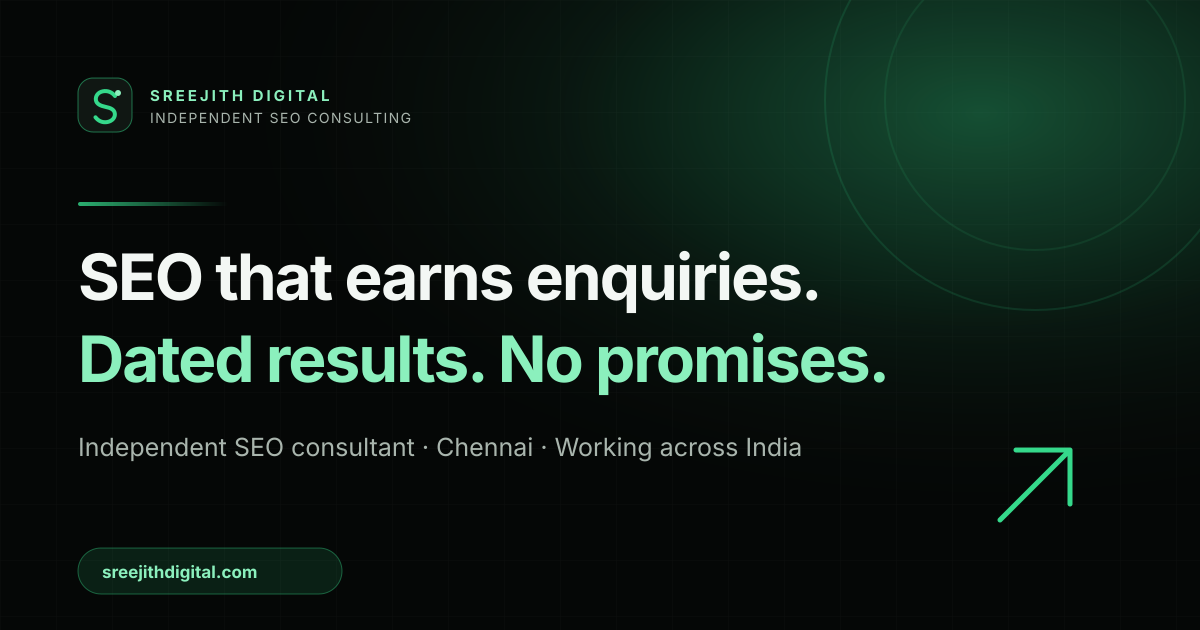 S
SREEJITH DIGITAL
INDEPENDENT SEO CONSULTING
SEO that earns enquiries.
Dated results. No promises.
Independent SEO consultant · Chennai · Working across India
sreejithdigital.com